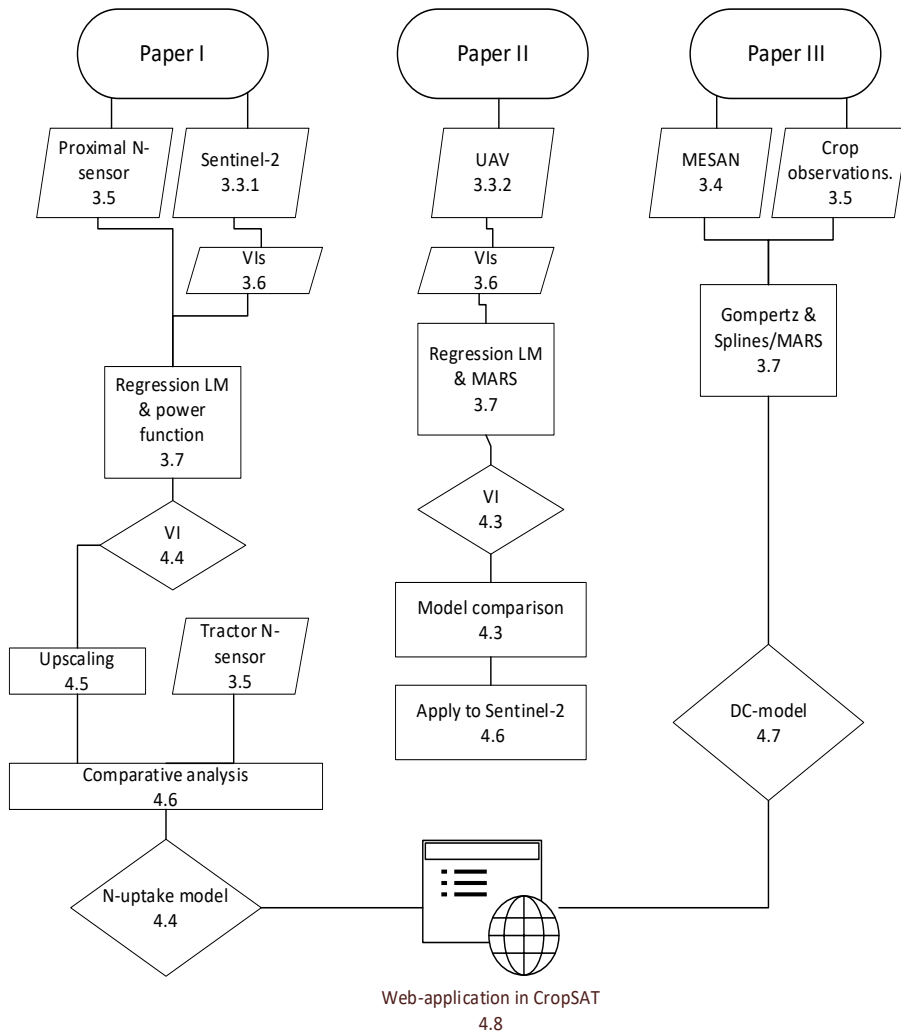 Paper I
Paper II
Paper III
Proximal N-
sensor
3.5
Sentinel-2
3.3.1
UAV
3.3.2
MESAN
3.4
Crop
observations.
3.5
VIs
3.6
VIs
3.6
Gompertz &
Splines/MARS
3.7
Regression LM
& power
function
3.7
Regression LM
& MARS
3.7
VI
4.4
VI
4.3
Model comparison
4.3
Tractor N-
sensor
3.5
Upscaling
4.5
Apply to Sentinel-2
4.6
DC-model
4.7
Comparative analysis
4.6
N-uptake model
4.4
Web-application in CropSAT
4.8